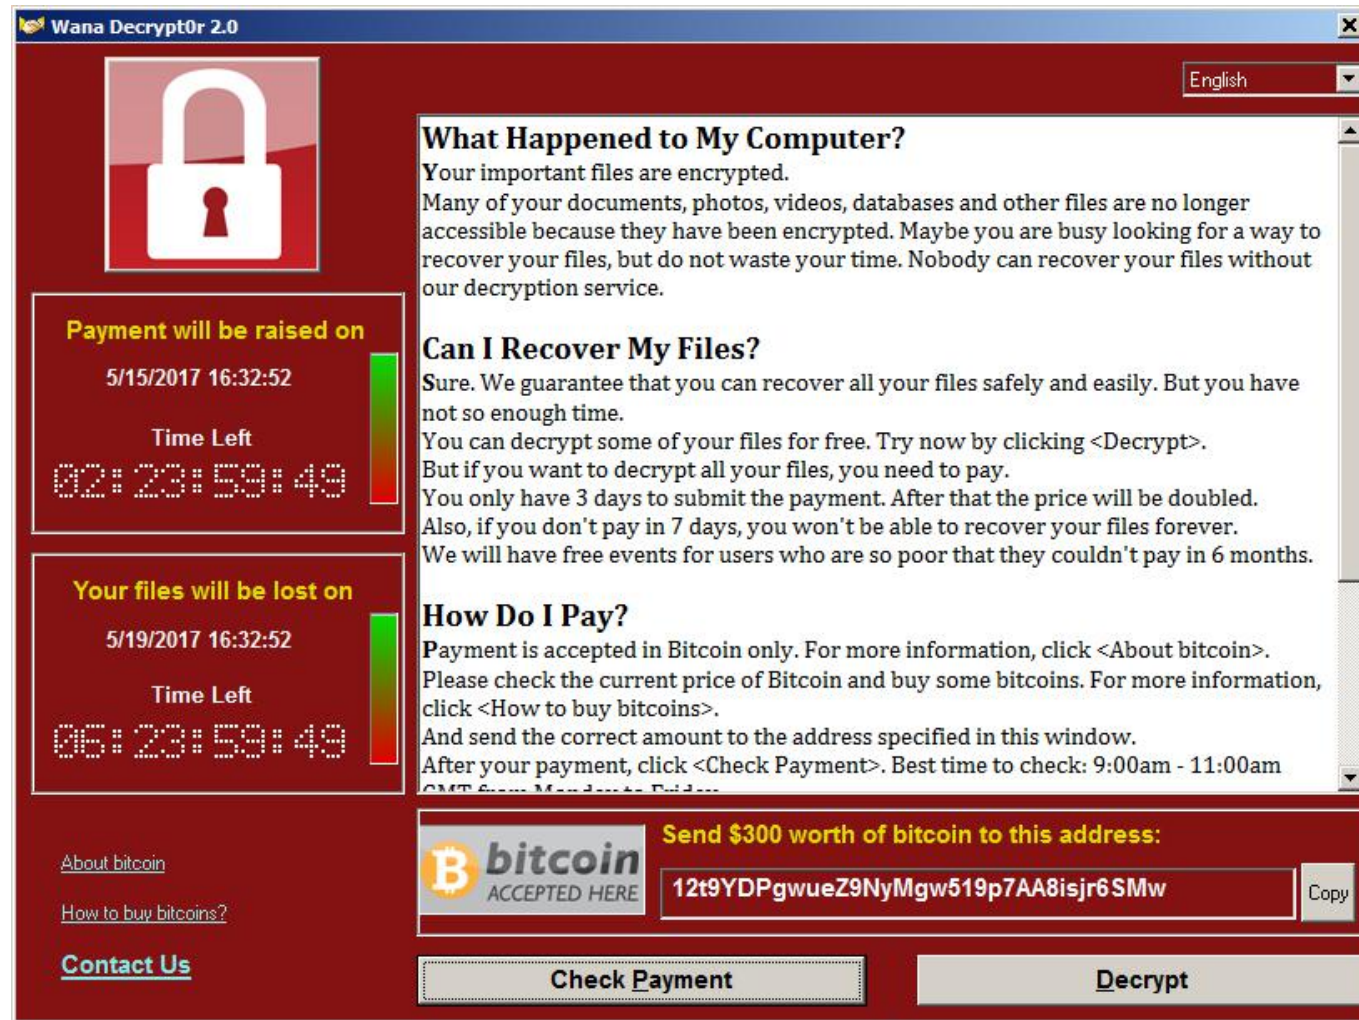 Wana Decrypt0r 2.0
English
What Happened to My Computer?
Your important files are encrypted.
Many of your documents, photos, videos, databases and other files are no longer
accessible because they have been encrypted. Maybe you are busy looking for a way to
recover your files, but do not waste your time. Nobody can recover your files without
our decryption service.
Can I Recover My Files?
Sure. We guarantee that you can recover all your files safely and easily. But you have
not so enough time.
You can decrypt some of your files for free. Try now by clicking <Decrypt>.
But if you want to decrypt all your files, you need to pay.
You only have 3 days to submit the payment. After that the price will be doubled.
Also, if you don't pay in 7 days, you won't be able to recover your files forever.
We will have free events for users who are so poor that they couldn't pay in 6 months.
How Do I Pay?
Payment is accepted in Bitcoin only. For more information, click <About bitcoin>.
Please check the current price of Bitcoin and buy some bitcoins. For more information,
click <How to buy bitcoins>.
And send the correct amount to the address specified in this window.
After your payment, click <Check Payment>. Best time to check: 9:00am - 11:00am
GMT from Monday to Friday
Payment will be raised on
5/15/2017 16:32:52
Time Left
02:23:59:49
Your files will be lost on
5/19/2017 16:32:52
Time Left
06:23:59:49
About bitcoin
How to buy bitcoins?
Contact Us
bitcoin
ACCEPTED HERE
Send $300 worth of bitcoin to this address:
12t9YDPgwueZ9NyMgw519p7AA8isjr6SMw
Copy
Check Payment
Decrypt